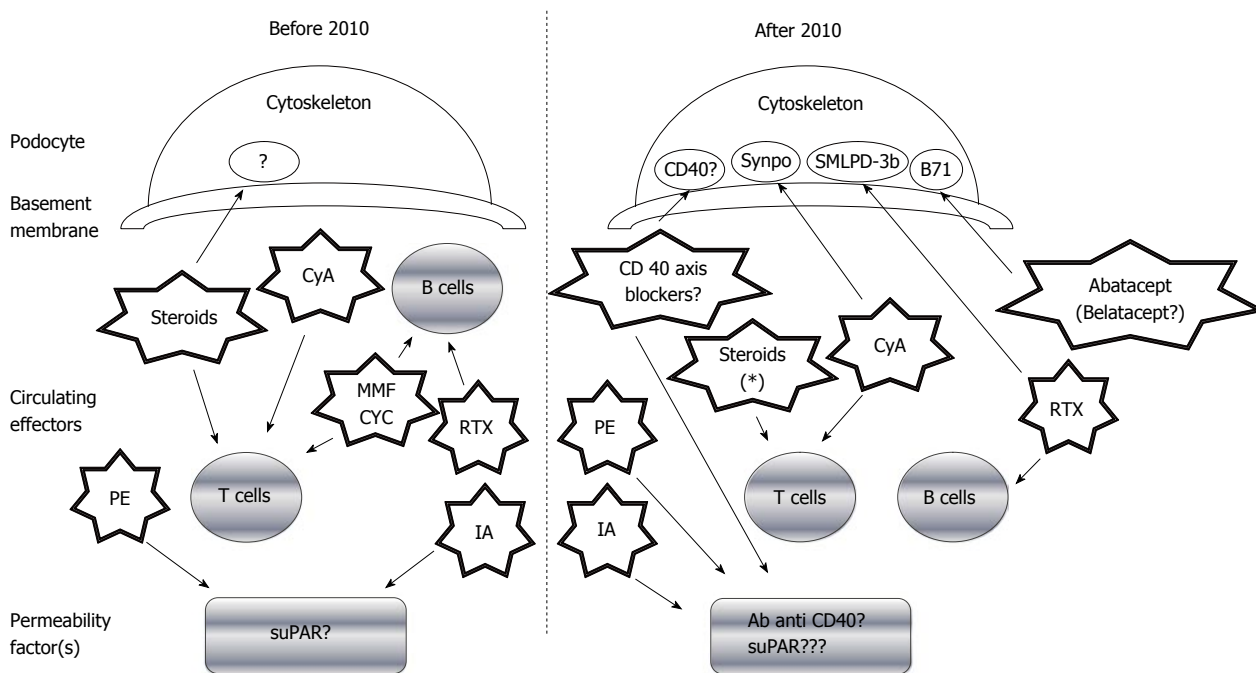 Before 2010
After 2010
Podocyte
Basement
membrane
Circulating
effectors
Permeability
factor(s)
Cytoskeleton
?
Steroids
CyA
B cells
MMF
CYC
RTX
PE
T cells
IA
suPAR?
Cytoskeleton
CD40?
Synpo
SMLPD-3b
B71
CD 40 axis
blockers?
Abatacept
(Belatacept?)
Steroids
(*)
CyA
RTX
PE
T cells
B cells
IA
Ab anti CD40?
suPAR???